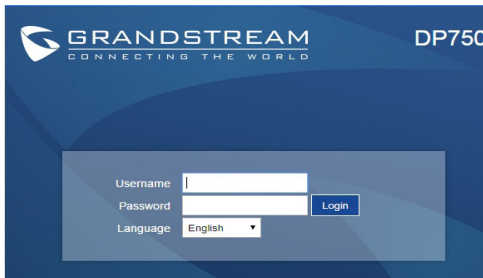 GRANDSTREAM
CONNECTING THE WORLD
DP750
Username
Password
Login
Language
English